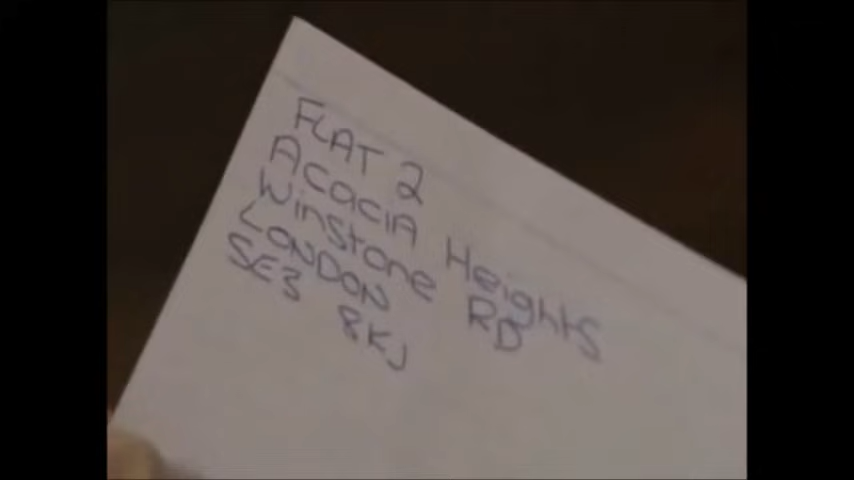 FLAT 2
Acacia Heights
Winstone RD
LONDON
SE3 8KJ